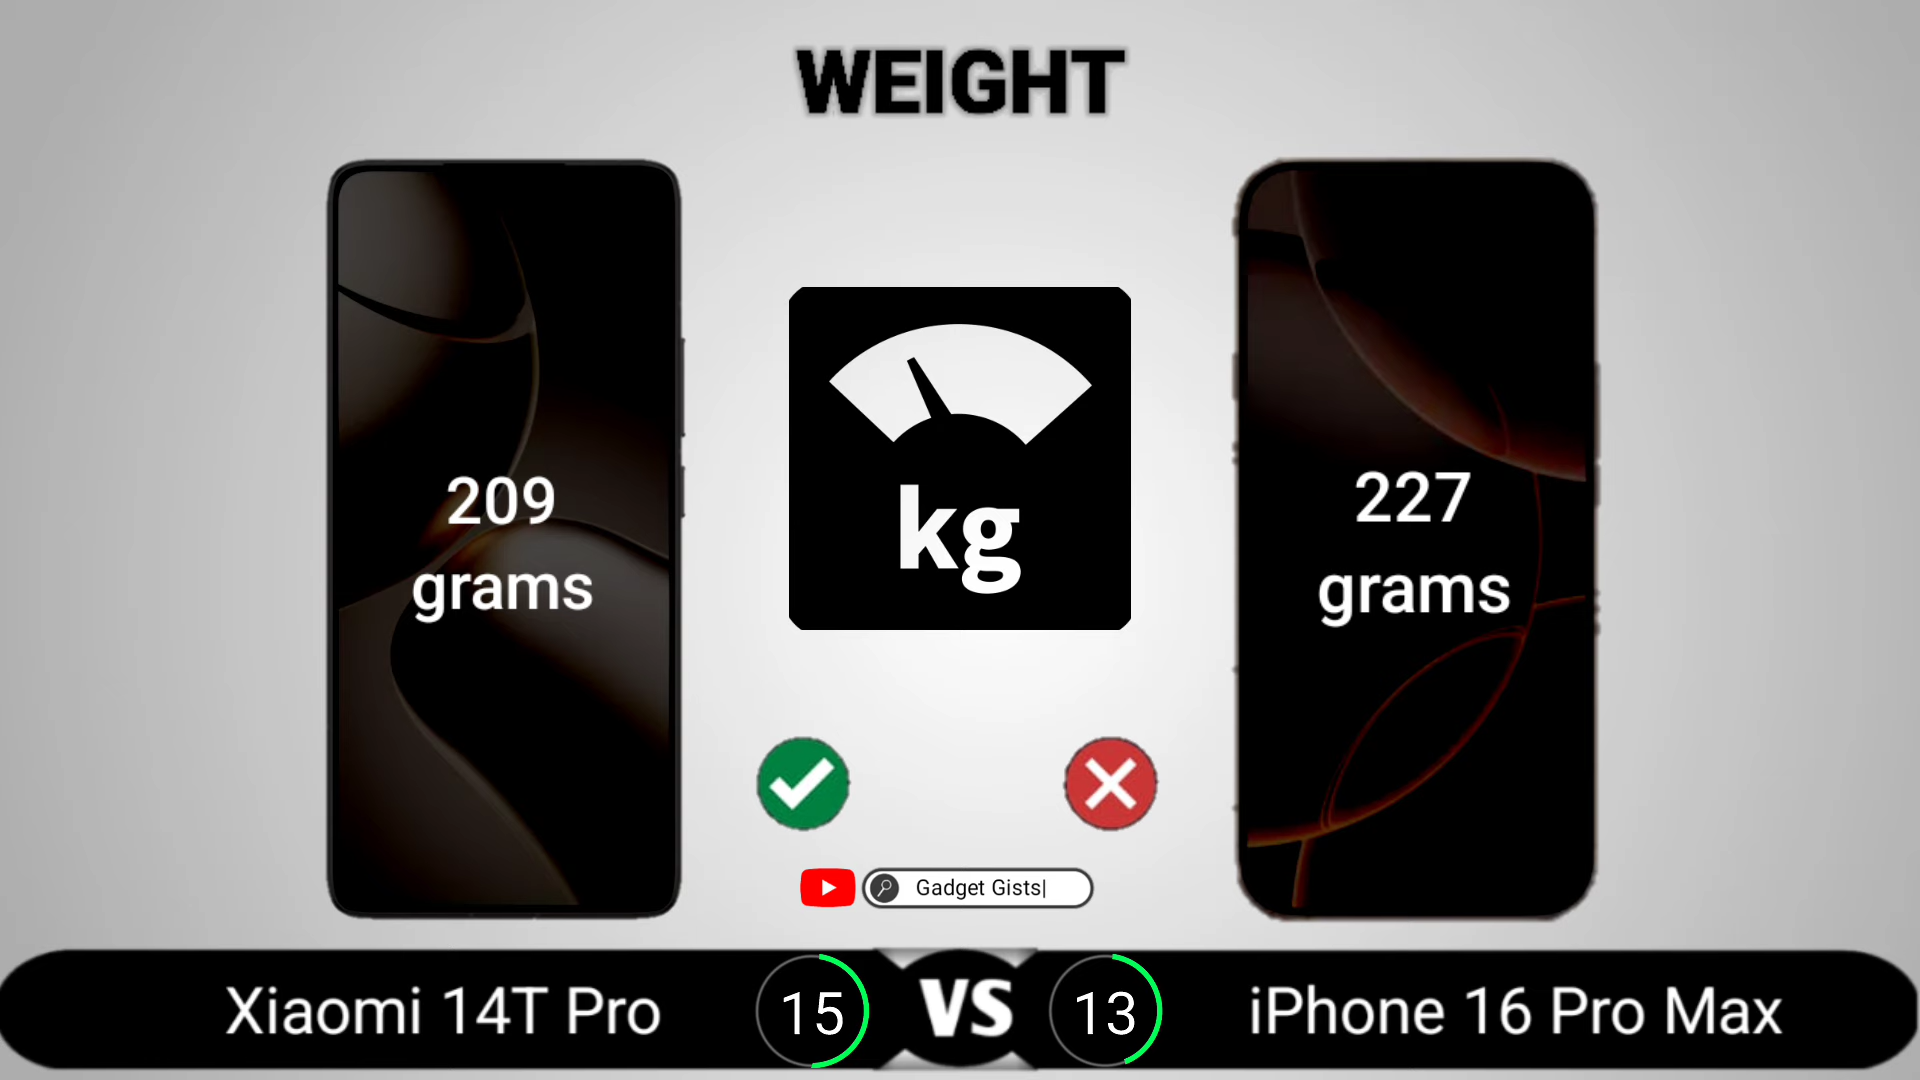 WEIGHT
209
grams
kg
227
grams
Gadget Gists|
Xiaomi 14T Pro
15
VS
13
iPhone 16 Pro Max